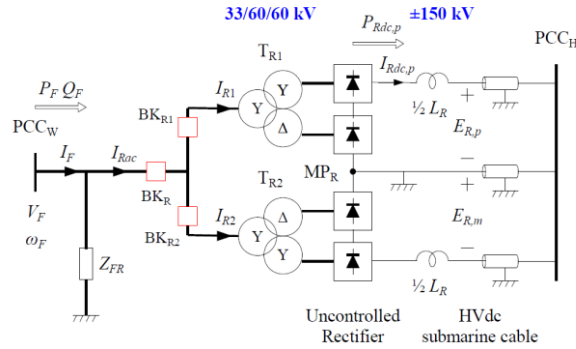 33/60/60 kV
±150 kV
P_Rdc,p
PCC_H
T_R1
P_F Q_F
I_R1
Y
Y
Δ
I_Rdc,p
½ L_R
+
E_R,p
−
BK_R1
PCC_W
I_F
I_Rac
BK_R
MP_R
T_R2
BK_R2
I_R2
Δ
Y
Y
+
E_R,m
−
½ L_R
V_F
ω_F
Z_FR
Uncontrolled
Rectifier
HVdc
submarine cable